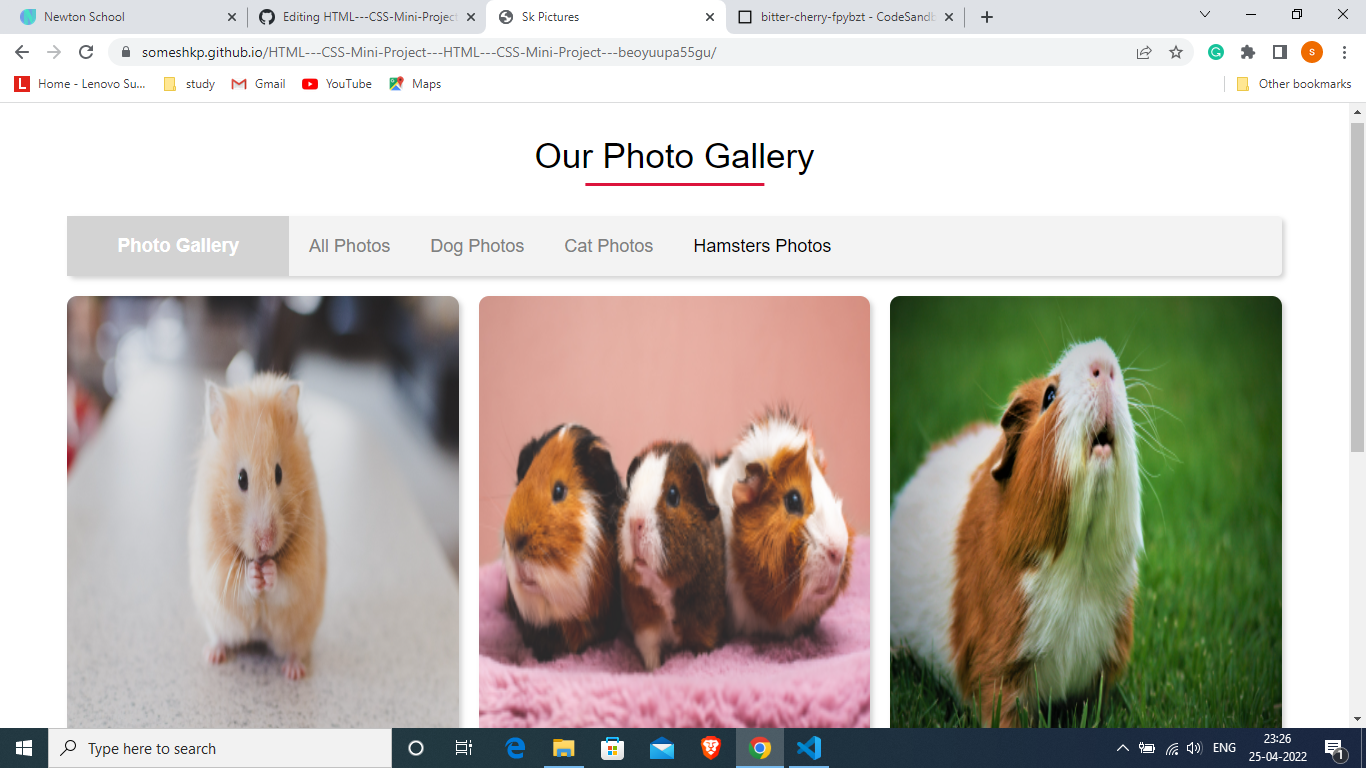 Newton School
Editing HTML---CSS-Mini-Project
Sk Pictures
bitter-cherry-fpybzt - CodeSandb
someshkp.github.io/HTML---CSS-Mini-Project---HTML---CSS-Mini-Project---beoyuupa55gu/
s
L
Home - Lenovo Su...
study
Gmail
YouTube
Maps
Other bookmarks
Our Photo Gallery
Photo Gallery
All Photos
Dog Photos
Cat Photos
Hamsters Photos
Type here to search
ENG
23:26
25-04-2022
1